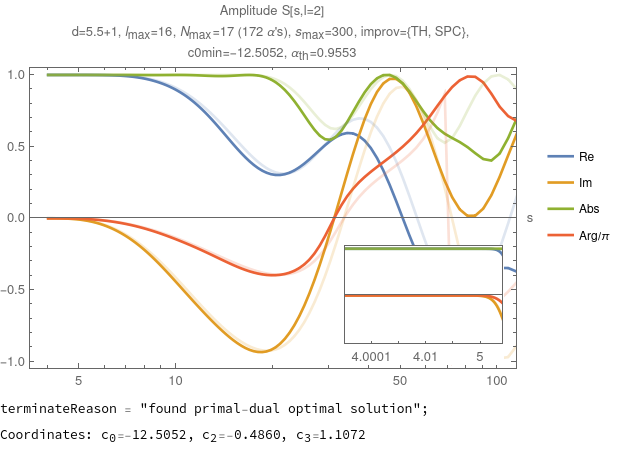 Amplitude S[s,l=2]
d=5.5+1, lmax=16, Nmax=17 (172 α's), smax=300, improv={TH, SPC},
c0min=−12.5052, αth=0.9553
1.0
0.5
0.0
−0.5
−1.0
5
10
50
100
s
4.0001
4.01
5
Re
Im
Abs
Arg/π
terminateReason = "found primal-dual optimal solution";
Coordinates: c0=−12.5052, c2=−0.4860, c3=1.1072